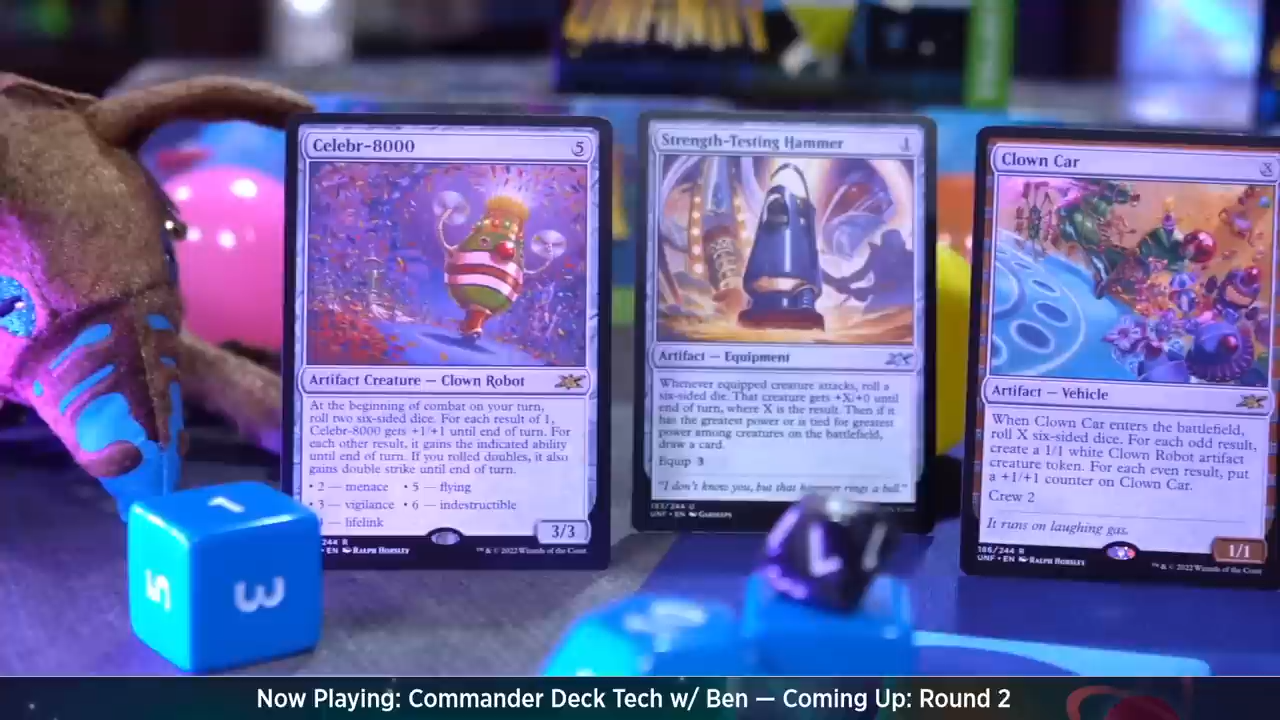 Celebr-8000
5
Artifact Creature — Clown Robot
At the beginning of combat on your turn,
roll two six-sided dice. For each result of 1,
Celebr-8000 gets +1/+1 until end of turn. For
each other result, it gains the indicated ability
until end of turn. If you rolled doubles, it also
gains double strike until end of turn.
• 2 — menace • 5 — flying
• 3 — vigilance • 6 — indestructible
— lifelink
3/3
244 R
• EN RALPH HORSLEY
™ & © 2022 Wizards of the Coast
Strength-Testing Hammer
1
Artifact — Equipment
Whenever equipped creature attacks, roll a
six-sided die. That creature gets +X/+0 until
end of turn, where X is the result. Then if it
has the greatest power or is tied for greatest
power among creatures on the battlefield,
draw a card.
Equip 3
"I don't know you, but that hammer rings a bell."
UNF • EN
Clown Car
X
Artifact — Vehicle
When Clown Car enters the battlefield,
roll X six-sided dice. For each odd result,
create a 1/1 white Clown Robot artifact
creature token. For each even result, put
a +1/+1 counter on Clown Car.
Crew 2
It runs on laughing gas.
1/1
186/244 R
UNF • EN RALPH HORSLEY
™ & © 2022 Wizards of the Coast
1
5
3
Now Playing: Commander Deck Tech w/ Ben — Coming Up: Round 2